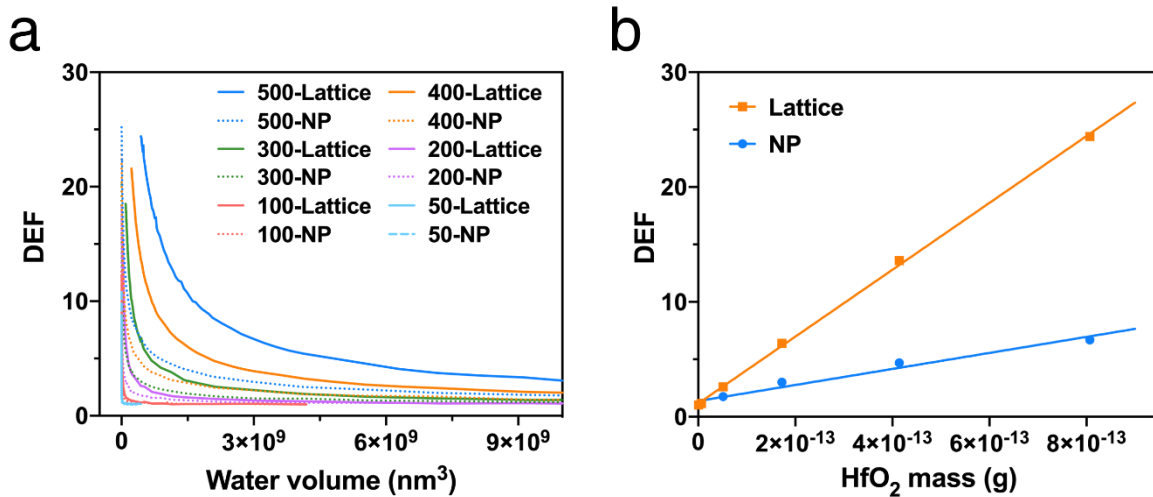 a
30
20
10
0
DEF
500-Lattice 400-Lattice
500-NP 400-NP
300-Lattice 200-Lattice
300-NP 200-NP
100-Lattice 50-Lattice
100-NP 50-NP
0 3×10⁹ 6×10⁹ 9×10⁹
Water volume (nm³)
b
30
20
10
0
DEF
Lattice
NP
0 2×10⁻¹³ 4×10⁻¹³ 6×10⁻¹³ 8×10⁻¹³
HfO₂ mass (g)